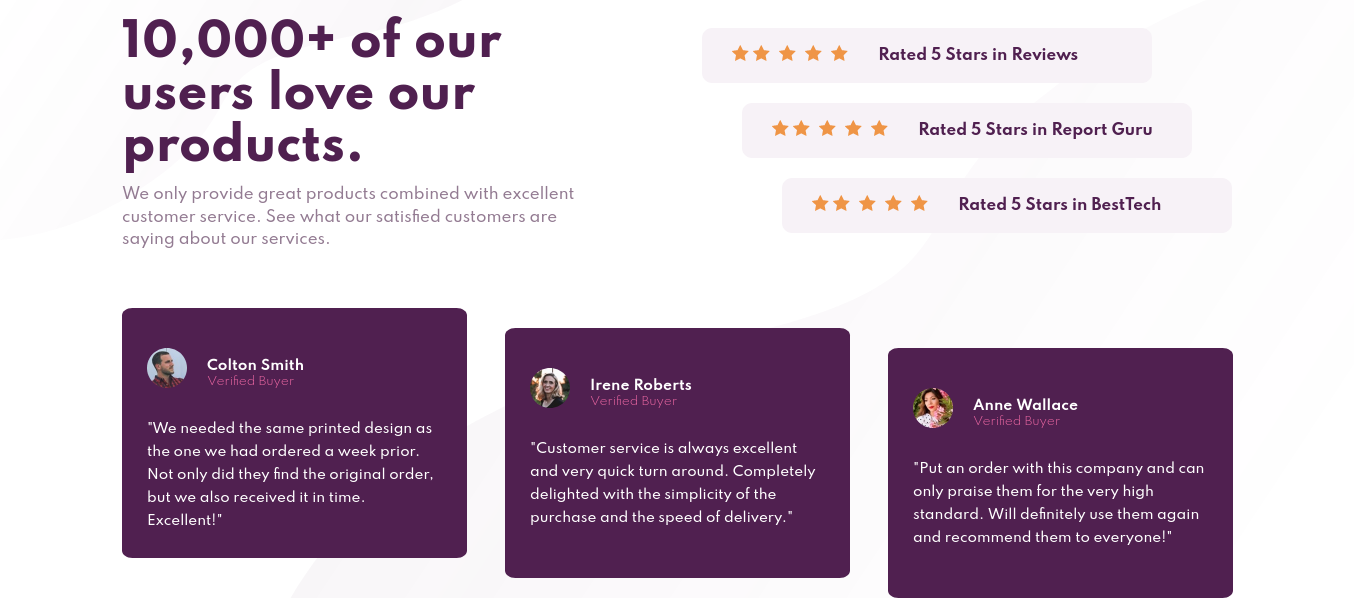 10,000+ of our
users love our
products.
We only provide great products combined with excellent
customer service. See what our satisfied customers are
saying about our services.
Rated 5 Stars in Reviews
Rated 5 Stars in Report Guru
Rated 5 Stars in BestTech
Colton Smith
Verified Buyer
"We needed the same printed design as
the one we had ordered a week prior.
Not only did they find the original order,
but we also received it in time.
Excellent!"
Irene Roberts
Verified Buyer
"Customer service is always excellent
and very quick turn around. Completely
delighted with the simplicity of the
purchase and the speed of delivery."
Anne Wallace
Verified Buyer
"Put an order with this company and can
only praise them for the very high
standard. Will definitely use them again
and recommend them to everyone!"